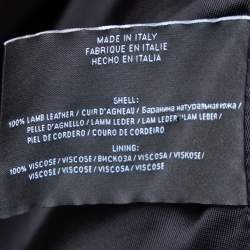 MADE IN ITALY
FABRIQUE EN ITALIE
HECHO EN ITALIA
SHELL:
100% LAMB LEATHER / CUIR D'AGNEAU / Баранина натуральная кожа /
PELLE D'AGNELLO / LAMM LEDER / LAM LEDER / LAM LEDER /
PIEL DE CORDERO / COURO DE CORDEIRO
LINING:
100% VISCOSE / VISCOSE / ВИСКОЗА / VISCOSA / VISKOSE /
VISCOSE / VISCOSE / VISCOSA / VISCOSE